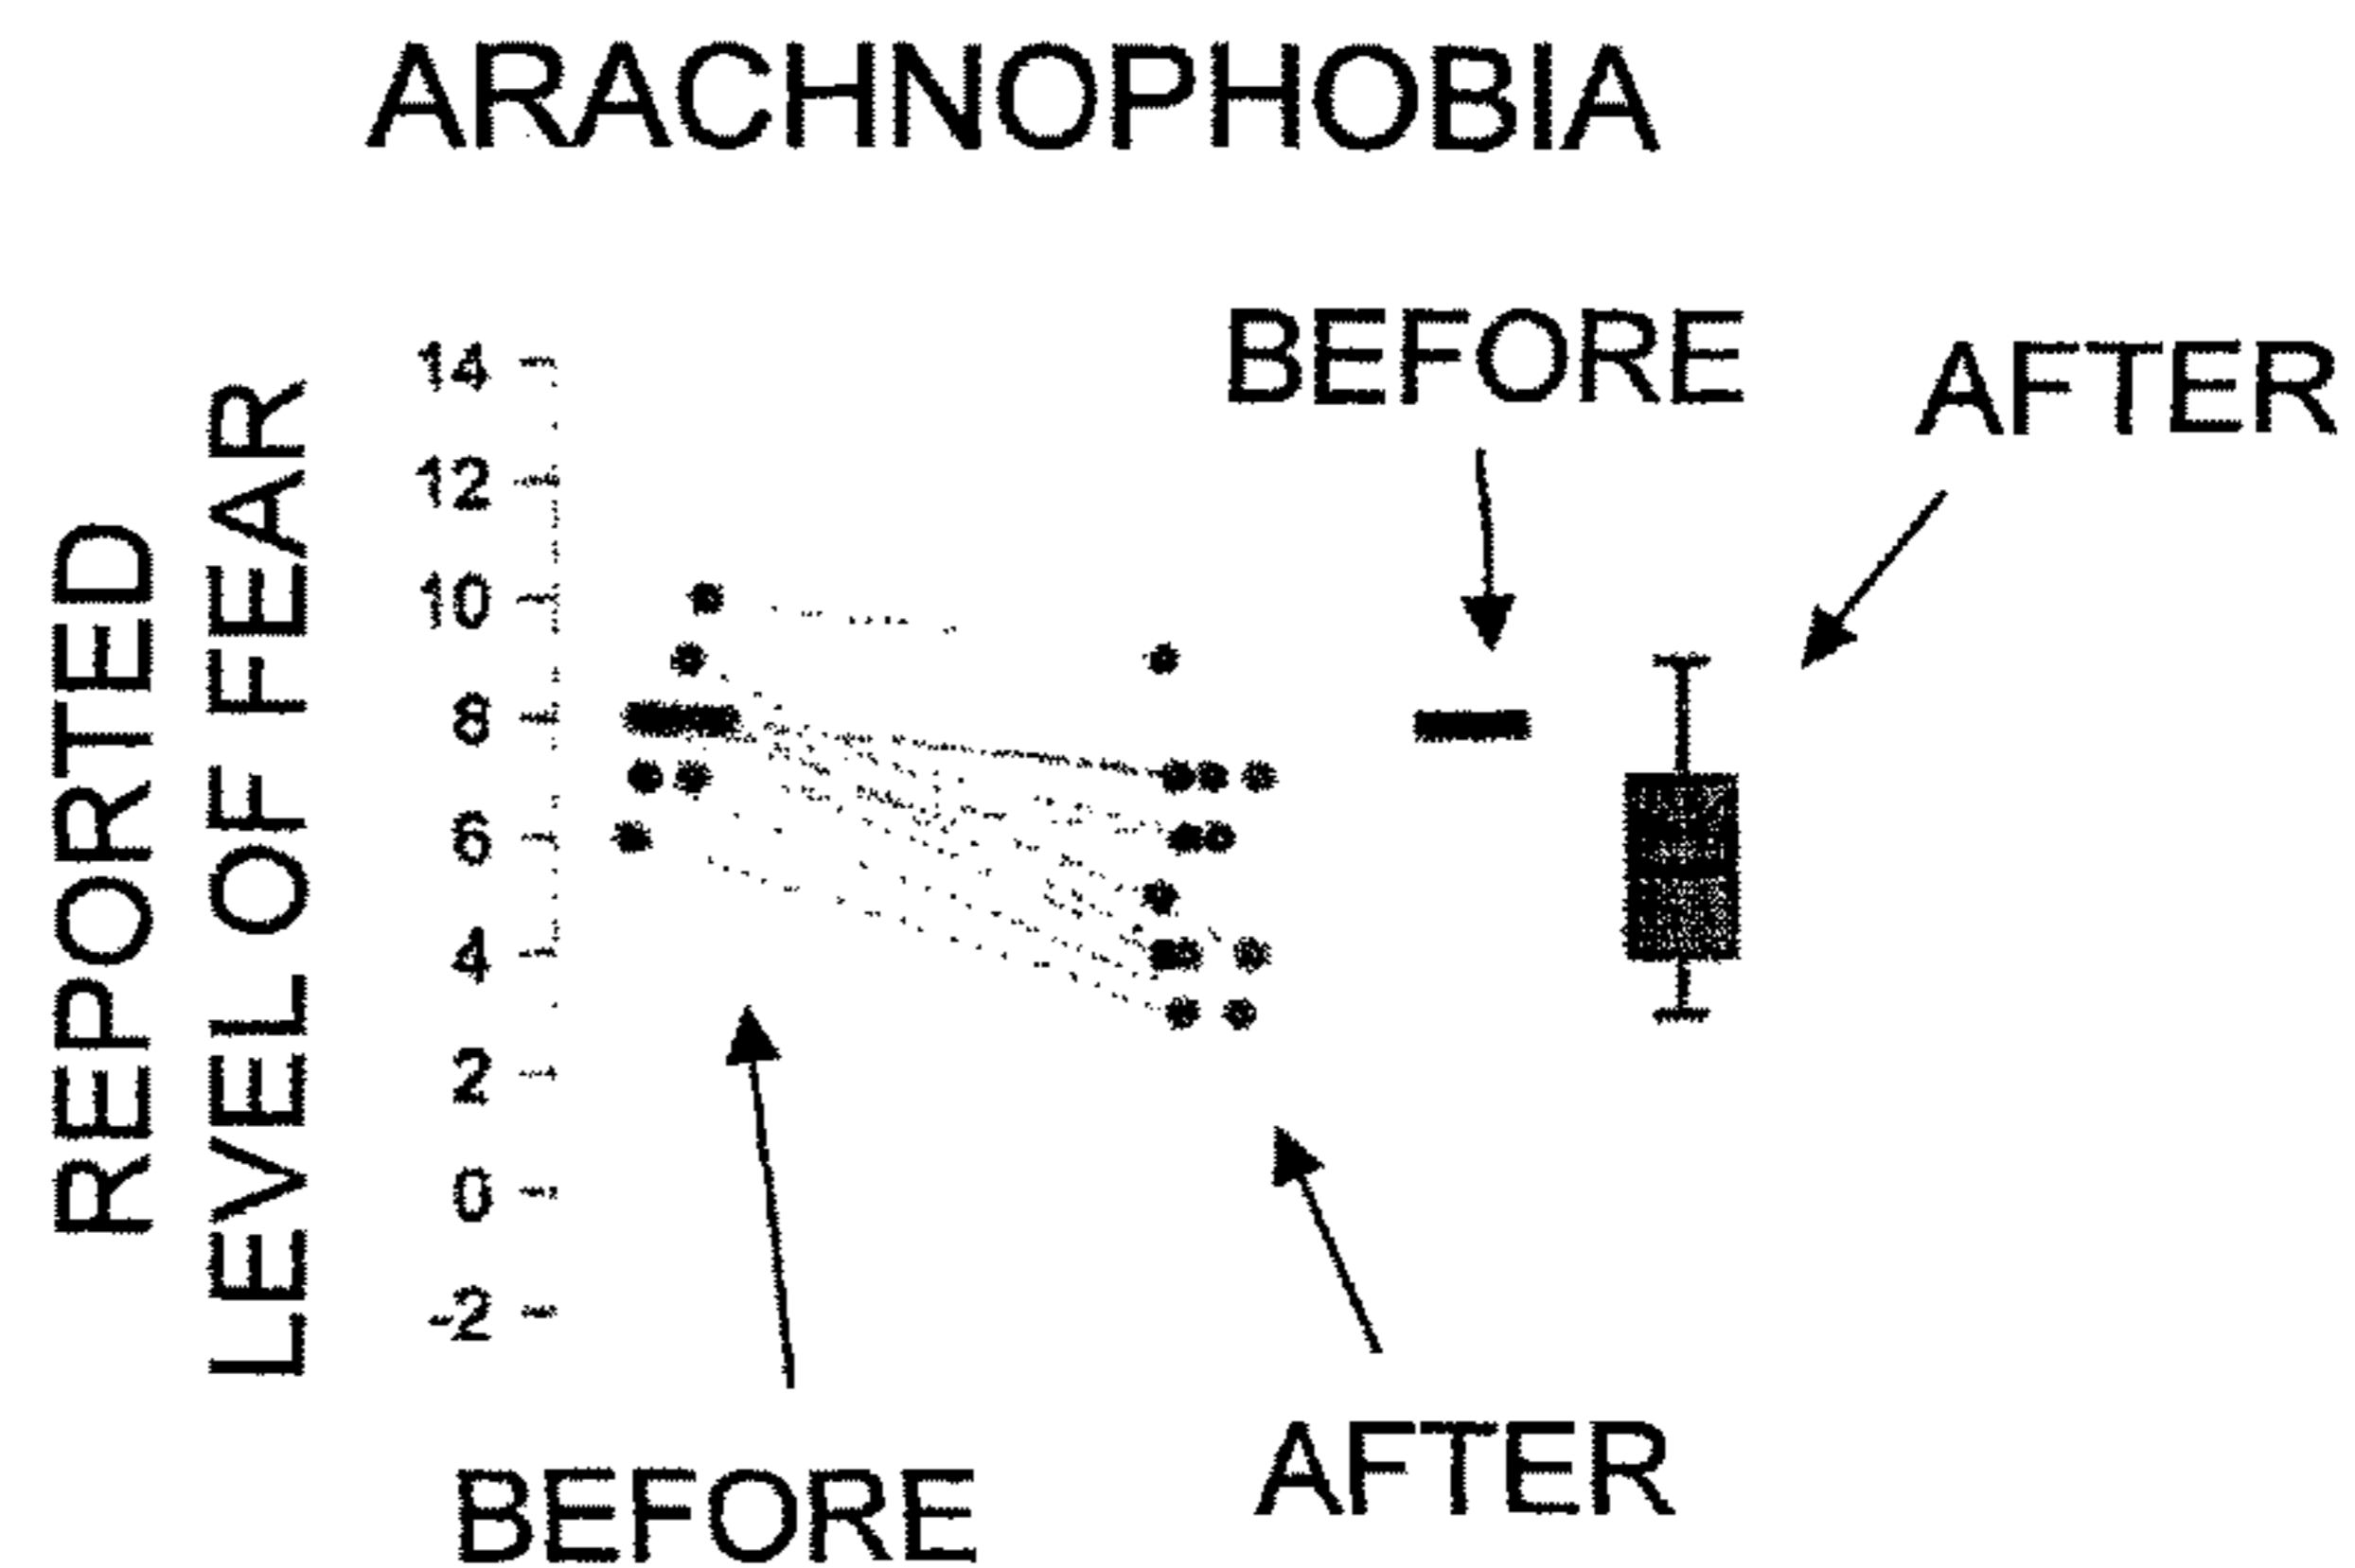 ARACHNOPHOBIA
REPORTED
LEVEL OF FEAR
14
12
10
8
6
4
2
0
-2
BEFORE
AFTER
BEFORE
AFTER